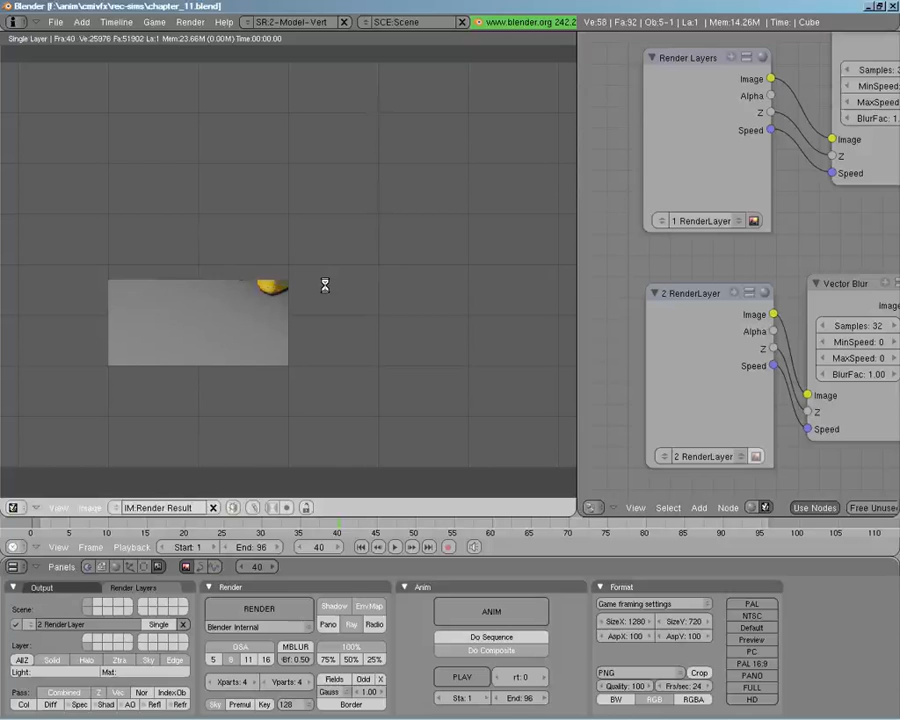 Blender [f:\anim\cmivfx\rec-sims\chapter_11.blend]
File Add Timeline Game Render Help SR:2-Model-Vert SCE:Scene www.blender.org 242.2 Ve:58 | Fa:92 | Ob:5-1 | La:1 | Mem:14.26M | Time: | Cube
Single Layer | Fra:40 Ve:25976 Fa:51902 La:1 Mem:23.66M (0.00M) Time:00:00:00
Render Layers
Image
Alpha
Z
Speed
1 RenderLayer
Samples: 3
MinSpeed:
MaxSpeed:
BlurFac: 1.
Image
Z
Speed
2 RenderLayer
Image
Alpha
Z
Speed
2 RenderLayer
Vector Blur
Image
Samples: 32
MinSpeed: 0
MaxSpeed: 0
BlurFac: 1.00
Image
Z
Speed
View Image IM:Render Result
View Select Add Node Use Nodes Free Unuse
0 5 10 15 20 25 30 35 40 45 50 55 60 65 70 75 80 85 90 95 100 105 110 115 120 125
View Frame Playback Start 1 End: 96 40
Panels 40
Output Render Layers
Scene:
2 RenderLayer Single X
Layer:
AllZ Solid Halo Ztra Sky Edge
Light: Mat:
Pass: Combined Z Vec Nor IndexOb
Col Diff Spec Shad AO Refl Refr
Render
RENDER
Blender Internal
Shadow EnvMap
Pano Ray Radio
OSA MBLUR 100%
5 8 11 16 Bf: 0.50 75% 50% 25%
Xparts: 4 Yparts: 4 Fields Odd X
Gauss 1.00
Sky Premul Key 128 Border
Anim
ANIM
Do Sequence
Do Composite
PLAY rt: 0
Sta: 1 End: 96
Format
Game framing settings
SizeX: 1280 SizeY: 720
AspX: 100 AspY: 100
PNG Crop
Quality: 100 Frs/sec: 24
BW RGB RGBA
PAL
NTSC
Default
Preview
PC
PAL 16:9
PANO
FULL
HD